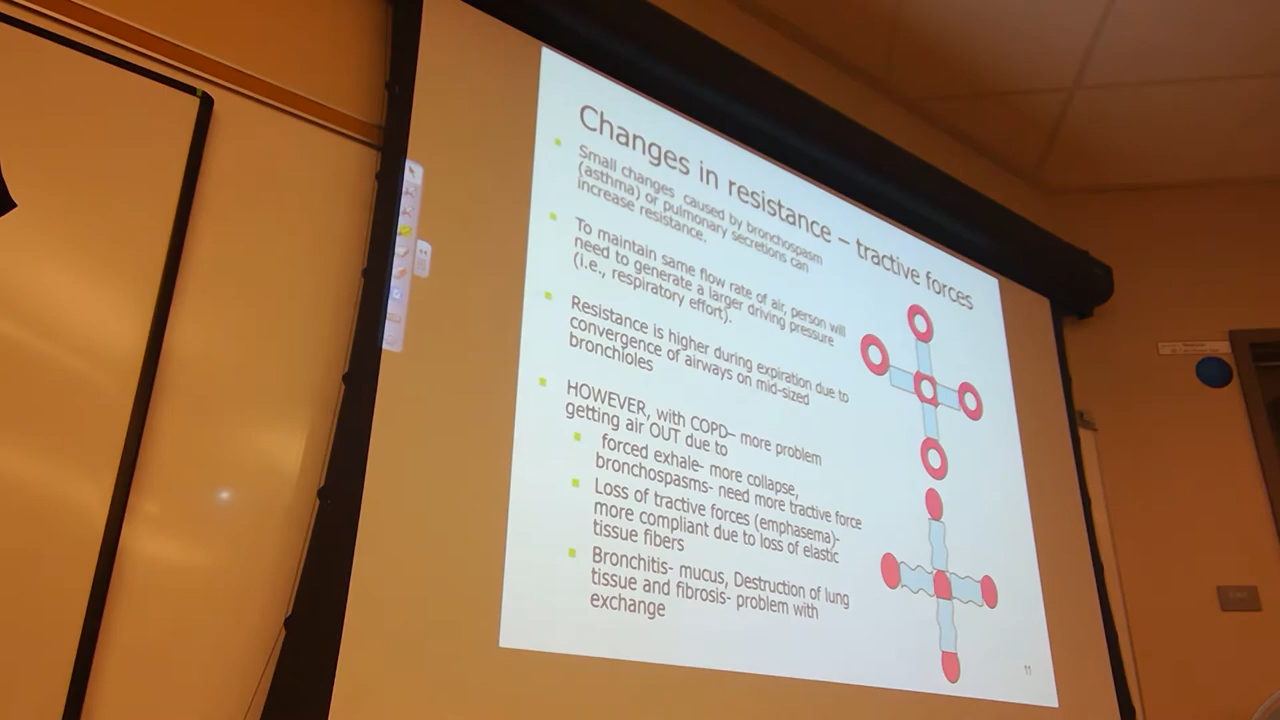 Changes in resistance – tractive forces
Small changes caused by bronchospasm
(asthma) or pulmonary secretions can
increase resistance.
To maintain same flow rate of air, person will
need to generate a larger driving pressure
(i.e., respiratory effort).
Resistance is higher during expiration due to
convergence of airways on mid-sized
bronchioles
HOWEVER, with COPD– more problem
getting air OUT due to
forced exhale- more collapse,
bronchospasms- need more tractive force
Loss of tractive forces (emphasema)-
more compliant due to loss of elastic
tissue fibers
Bronchitis- mucus, Destruction of lung
tissue and fibrosis- problem with
exchange
11